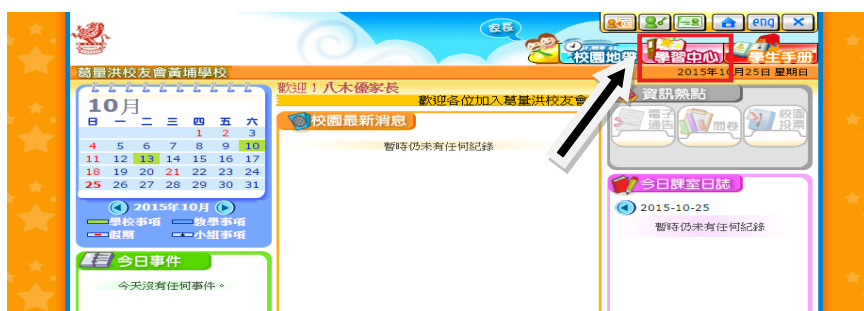 家長
eng
校園地帶
學習中心
學生手冊
葛量洪校友會黃埔學校
2015年10月25日 星期日
10月
日 一 二 三 四 五 六
1 2 3
4 5 6 7 8 9 10
11 12 13 14 15 16 17
18 19 20 21 22 23 24
25 26 27 28 29 30 31
2015年10月
學校事項 教學事項
假期 小組事項
今日事件
今天沒有任何事件。
歡迎！八木優家長
歡迎各位加入葛量洪校友會
校園最新消息
暫時仍未有任何紀錄
資訊熱點
電子通告
問卷
校園投票
今日課室日誌
2015-10-25
暫時仍未有任何紀錄